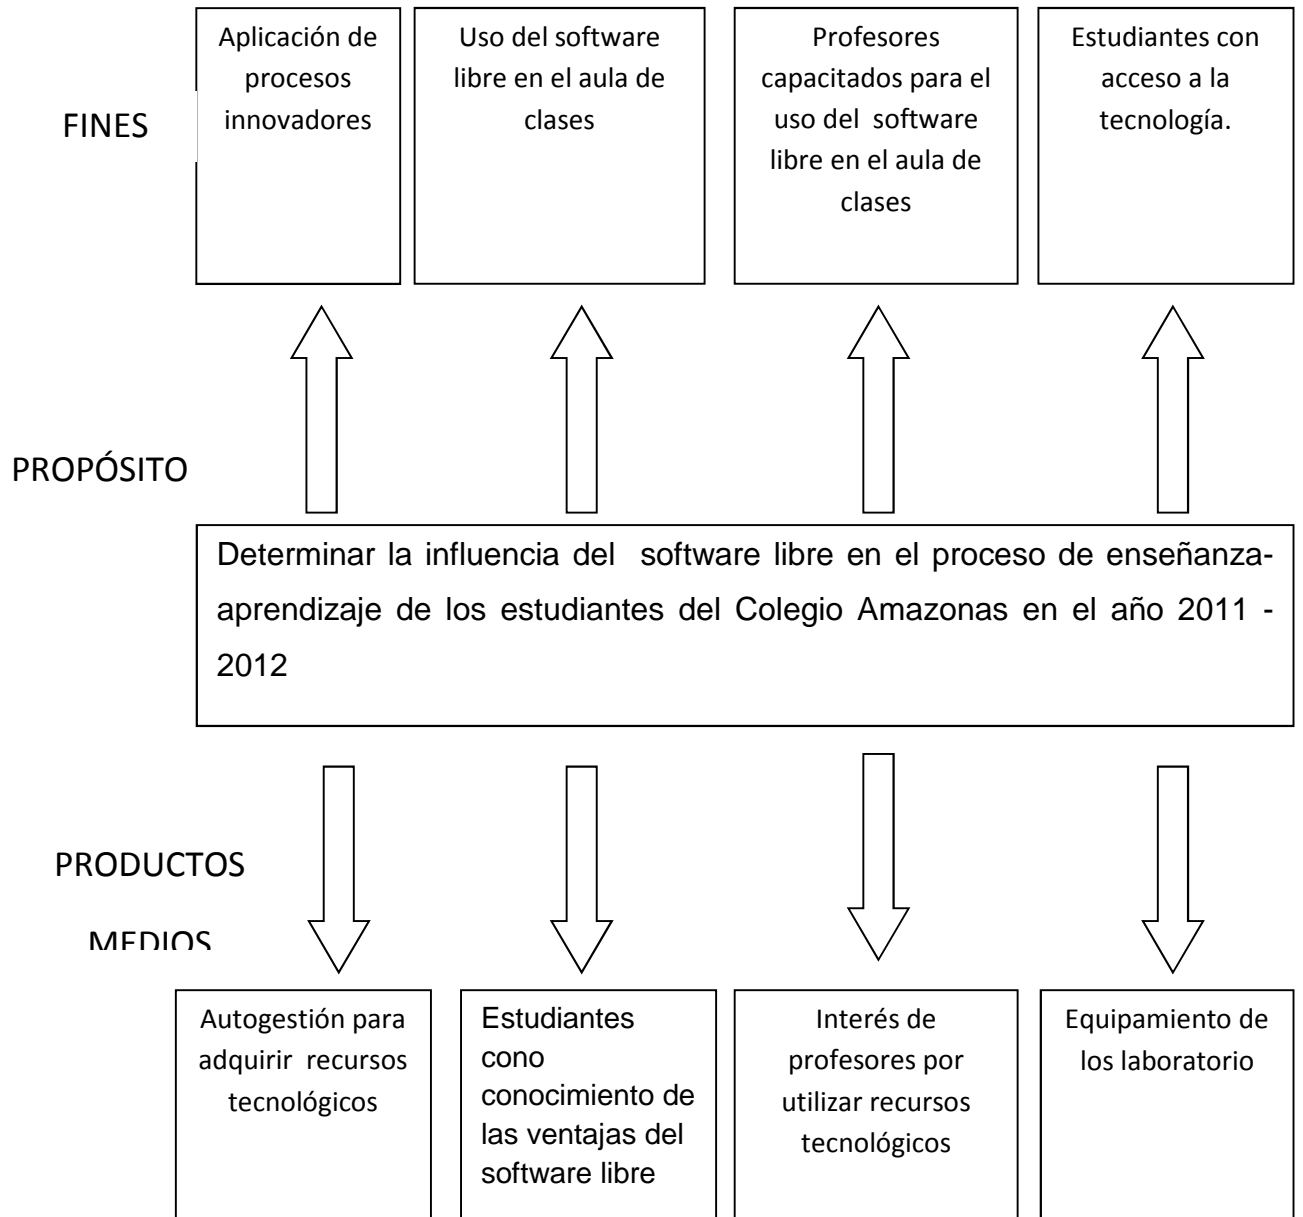 FINES
Aplicación de
procesos
innovadores
Uso del software
libre en el aula de
clases
Profesores
capacitados para el
uso del software
libre en el aula de
clases
Estudiantes con
acceso a la
tecnología.
PROPÓSITO
Determinar la influencia del software libre en el proceso de enseñanza-
aprendizaje de los estudiantes del Colegio Amazonas en el año 2011 -
2012
PRODUCTOS
MEDIOS
Autogestión para
adquirir recursos
tecnológicos
Estudiantes
cono
conocimiento de
las ventajas del
software libre
Interés de
profesores por
utilizar recursos
tecnológicos
Equipamiento de
los laboratorio